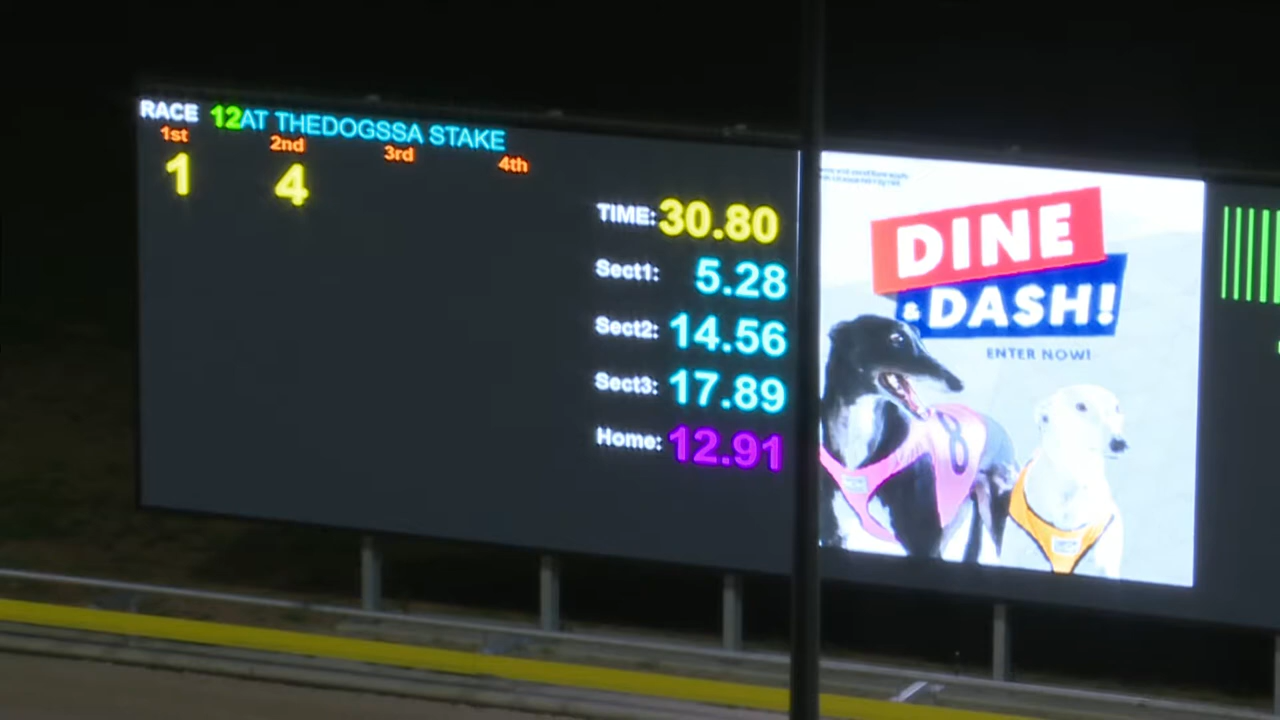 RACE 12AT THEDOGSSA STAKE
1st 2nd 3rd 4th
1 4
TIME: 30.80
Sect1: 5.28
Sect2: 14.56
Sect3: 17.89
Home: 12.91
DINE
& DASH!
ENTER NOW!
8